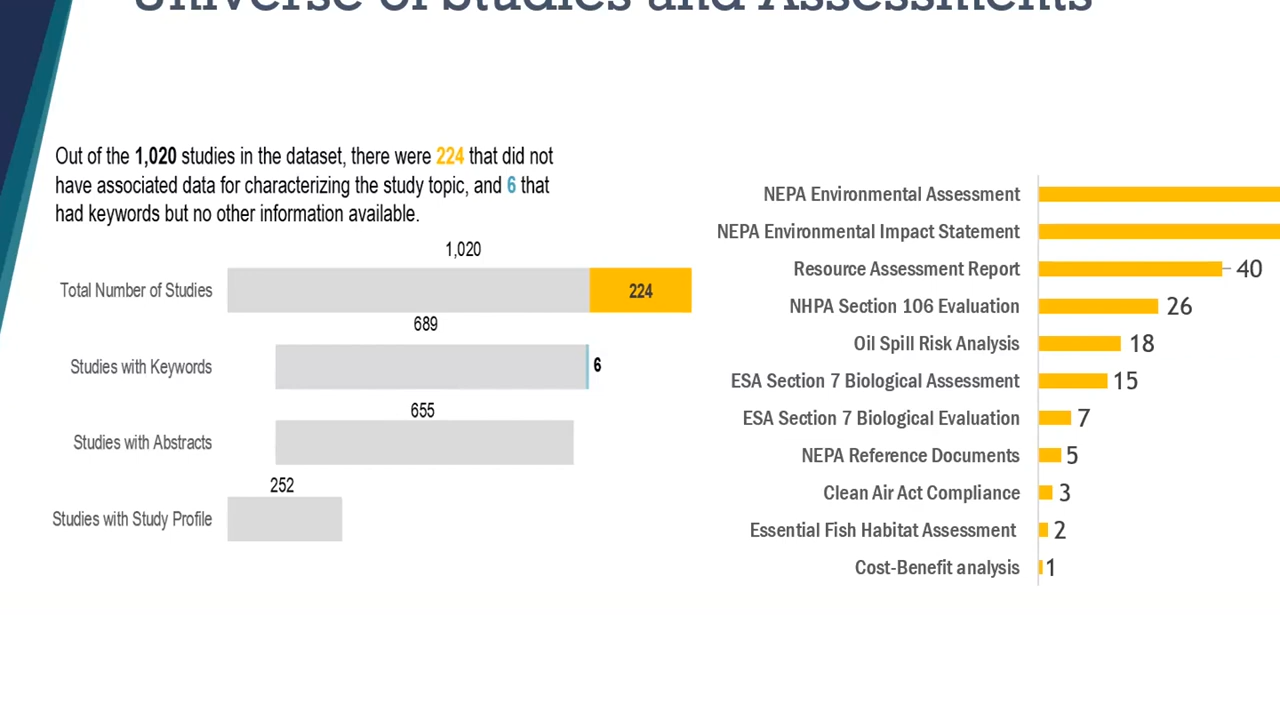 Universe of Studies and Assessments
Out of the 1,020 studies in the dataset, there were 224 that did not
have associated data for characterizing the study topic, and 6 that
had keywords but no other information available.
1,020
Total Number of Studies
224
689
Studies with Keywords
6
655
Studies with Abstracts
252
Studies with Study Profile
NEPA Environmental Assessment
NEPA Environmental Impact Statement
Resource Assessment Report
40
NHPA Section 106 Evaluation
26
Oil Spill Risk Analysis
18
ESA Section 7 Biological Assessment
15
ESA Section 7 Biological Evaluation
7
NEPA Reference Documents
5
Clean Air Act Compliance
3
Essential Fish Habitat Assessment
2
Cost-Benefit analysis
1